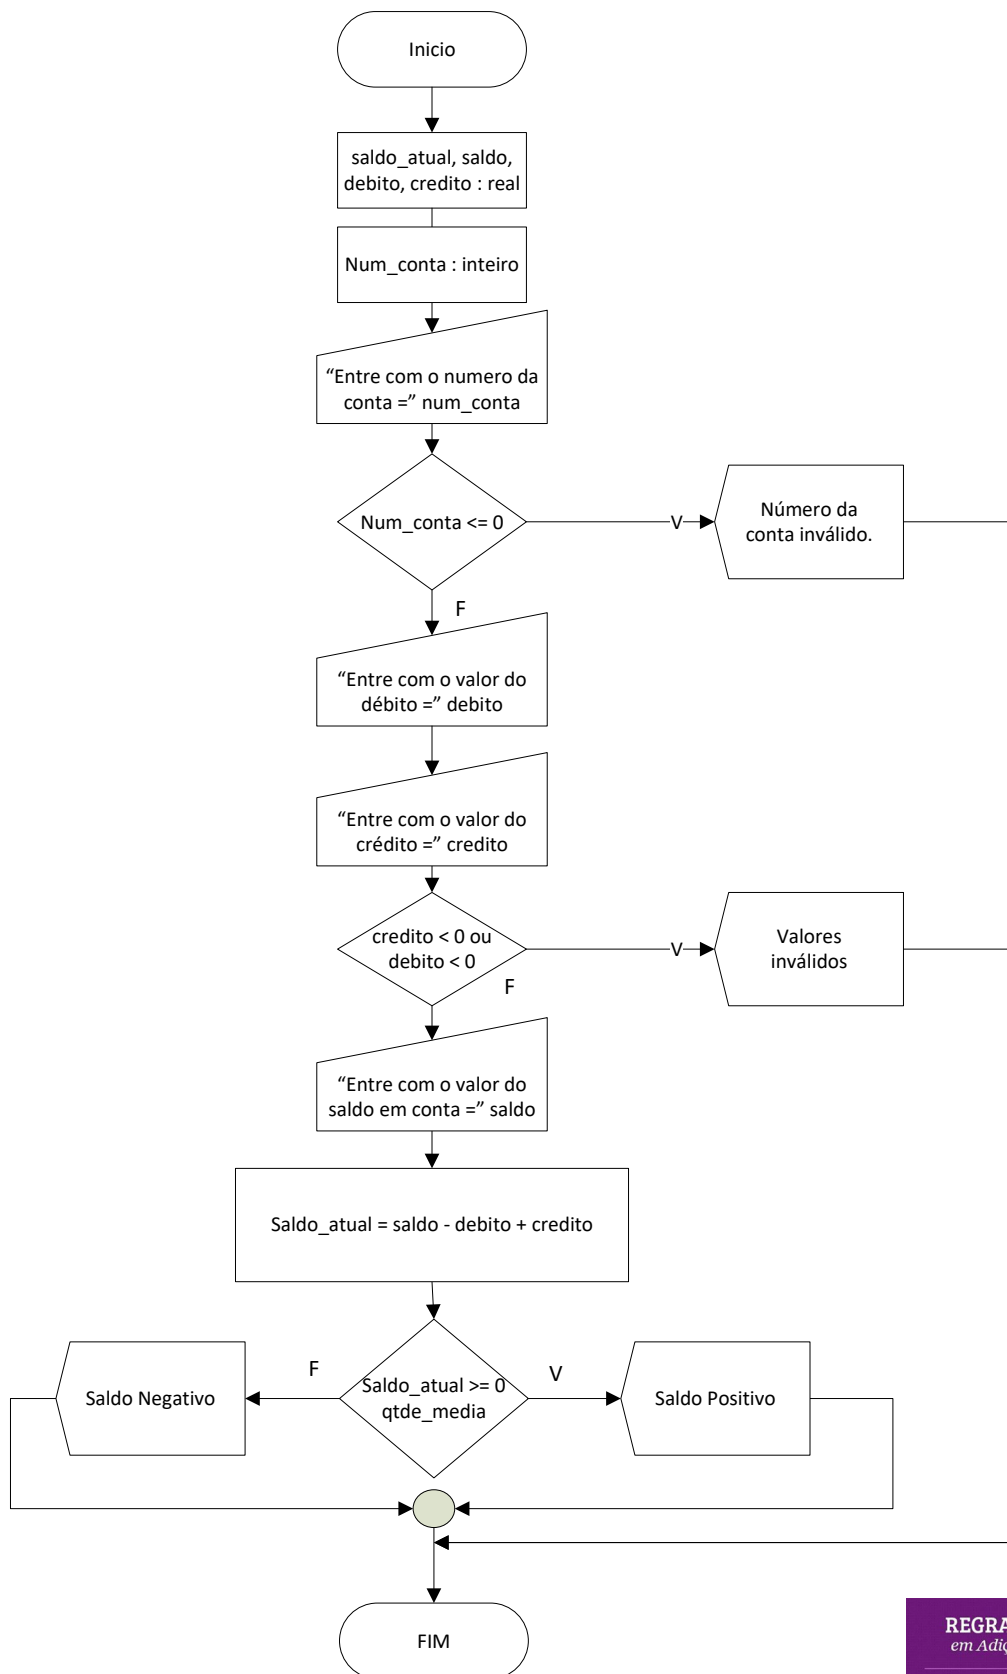 Inicio
saldo_atual, saldo,
debito, credito : real
Num_conta : inteiro
“Entre com o numero da
conta =” num_conta
Num_conta <= 0
V
Número da
conta inválido.
F
“Entre com o valor do
débito =” debito
“Entre com o valor do
crédito =” credito
credito < 0 ou
debito < 0
V
Valores
inválidos
F
“Entre com o valor do
saldo em conta =” saldo
Saldo_atual = saldo - debito + credito
Saldo Negativo
F
Saldo_atual >= 0
qtde_media
V
Saldo Positivo
FIM
REGRA
em Adiç